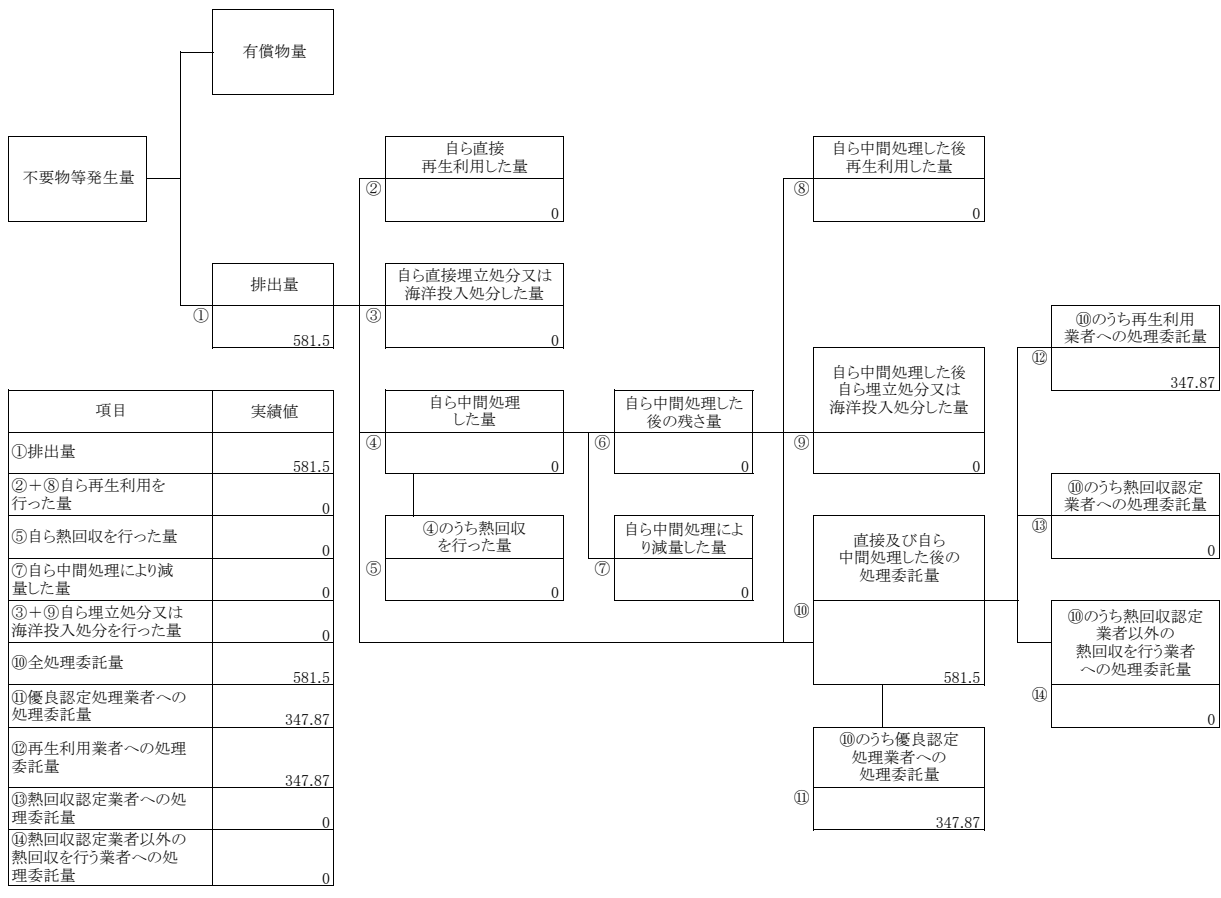 有償物量
不要物等発生量
自ら直接
再生利用した量
②
0
自ら中間処理した後
再生利用した量
⑧
0
排出量
①
581.5
自ら直接埋立処分又は
海洋投入処分した量
③
0
⑩のうち再生利用
業者への処理委託量
⑫
347.87
自ら中間処理
した量
④
0
自ら中間処理した
後の残さ量
⑥
0
自ら中間処理した後
自ら埋立処分又は
海洋投入処分した量
⑨
0
⑩のうち熱回収認定
業者への処理委託量
⑬
0
④のうち熱回収
を行った量
⑤
0
自ら中間処理によ
り減量した量
⑦
0
直接及び自ら
中間処理した後の
処理委託量
⑩
581.5
⑩のうち熱回収認定
業者以外の
熱回収を行う業者
への処理委託量
⑭
0
⑩のうち優良認定
処理業者への
処理委託量
⑪
347.87
項目 実績値
①排出量
581.5
②+⑧自ら再生利用を
行った量
0
⑤自ら熱回収を行った量
0
⑦自ら中間処理により減
量した量
0
③+⑨自ら埋立処分又は
海洋投入処分を行った量
0
⑩全処理委託量
581.5
⑪優良認定処理業者への
処理委託量
347.87
⑫再生利用業者への処理
委託量
347.87
⑬熱回収認定業者への処
理委託量
0
⑭熱回収認定業者以外の
熱回収を行う業者への処
理委託量
0